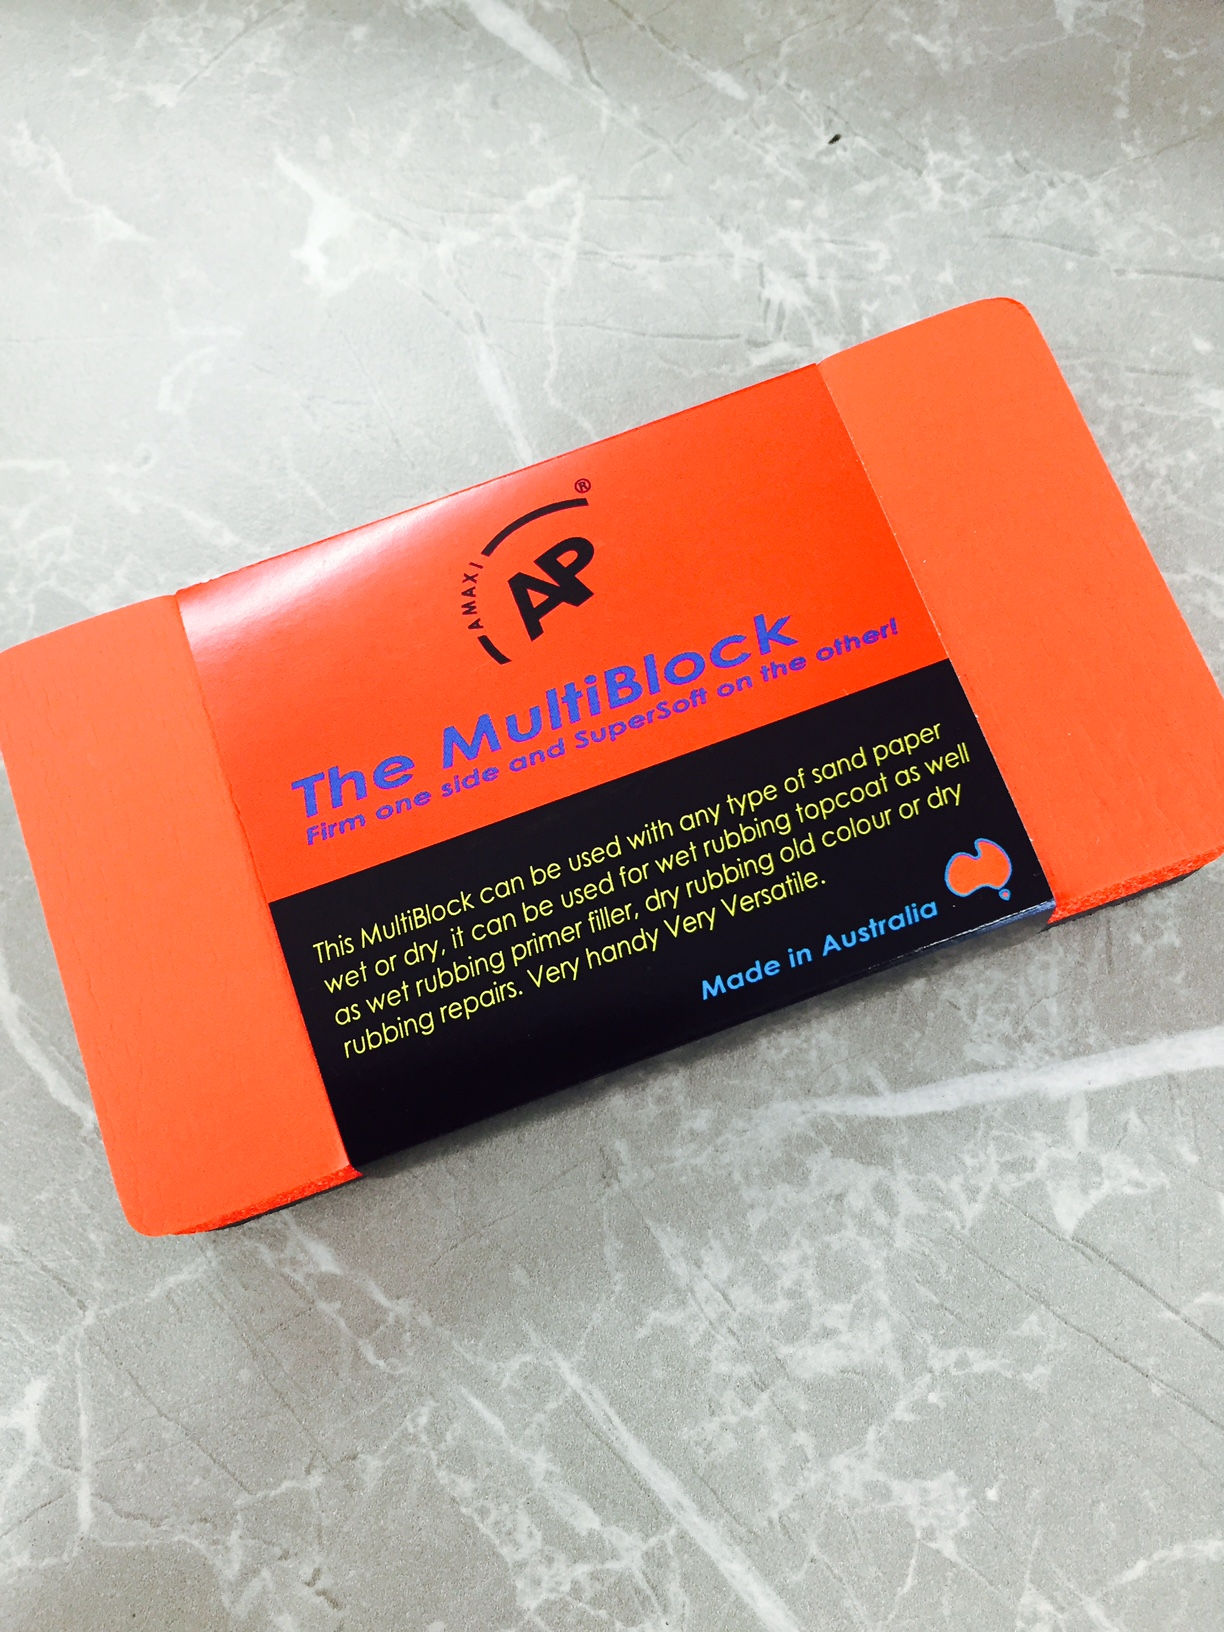 AMAXI
AP®
The MultiBlock
Firm one side and SuperSoft on the other!
This MultiBlock can be used with any type of sand paper
wet or dry, it can be used for wet rubbing topcoat as well
as wet rubbing primer filler, dry rubbing old colour or dry
rubbing repairs. Very handy Very Versatile.
Made in Australia